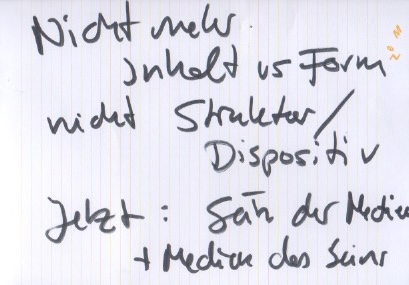 Nicht mehr
Inhalt vs Form
nicht Struktur /
Dispositiv
Jetzt: Sein der Medien
+ Medien des Seins